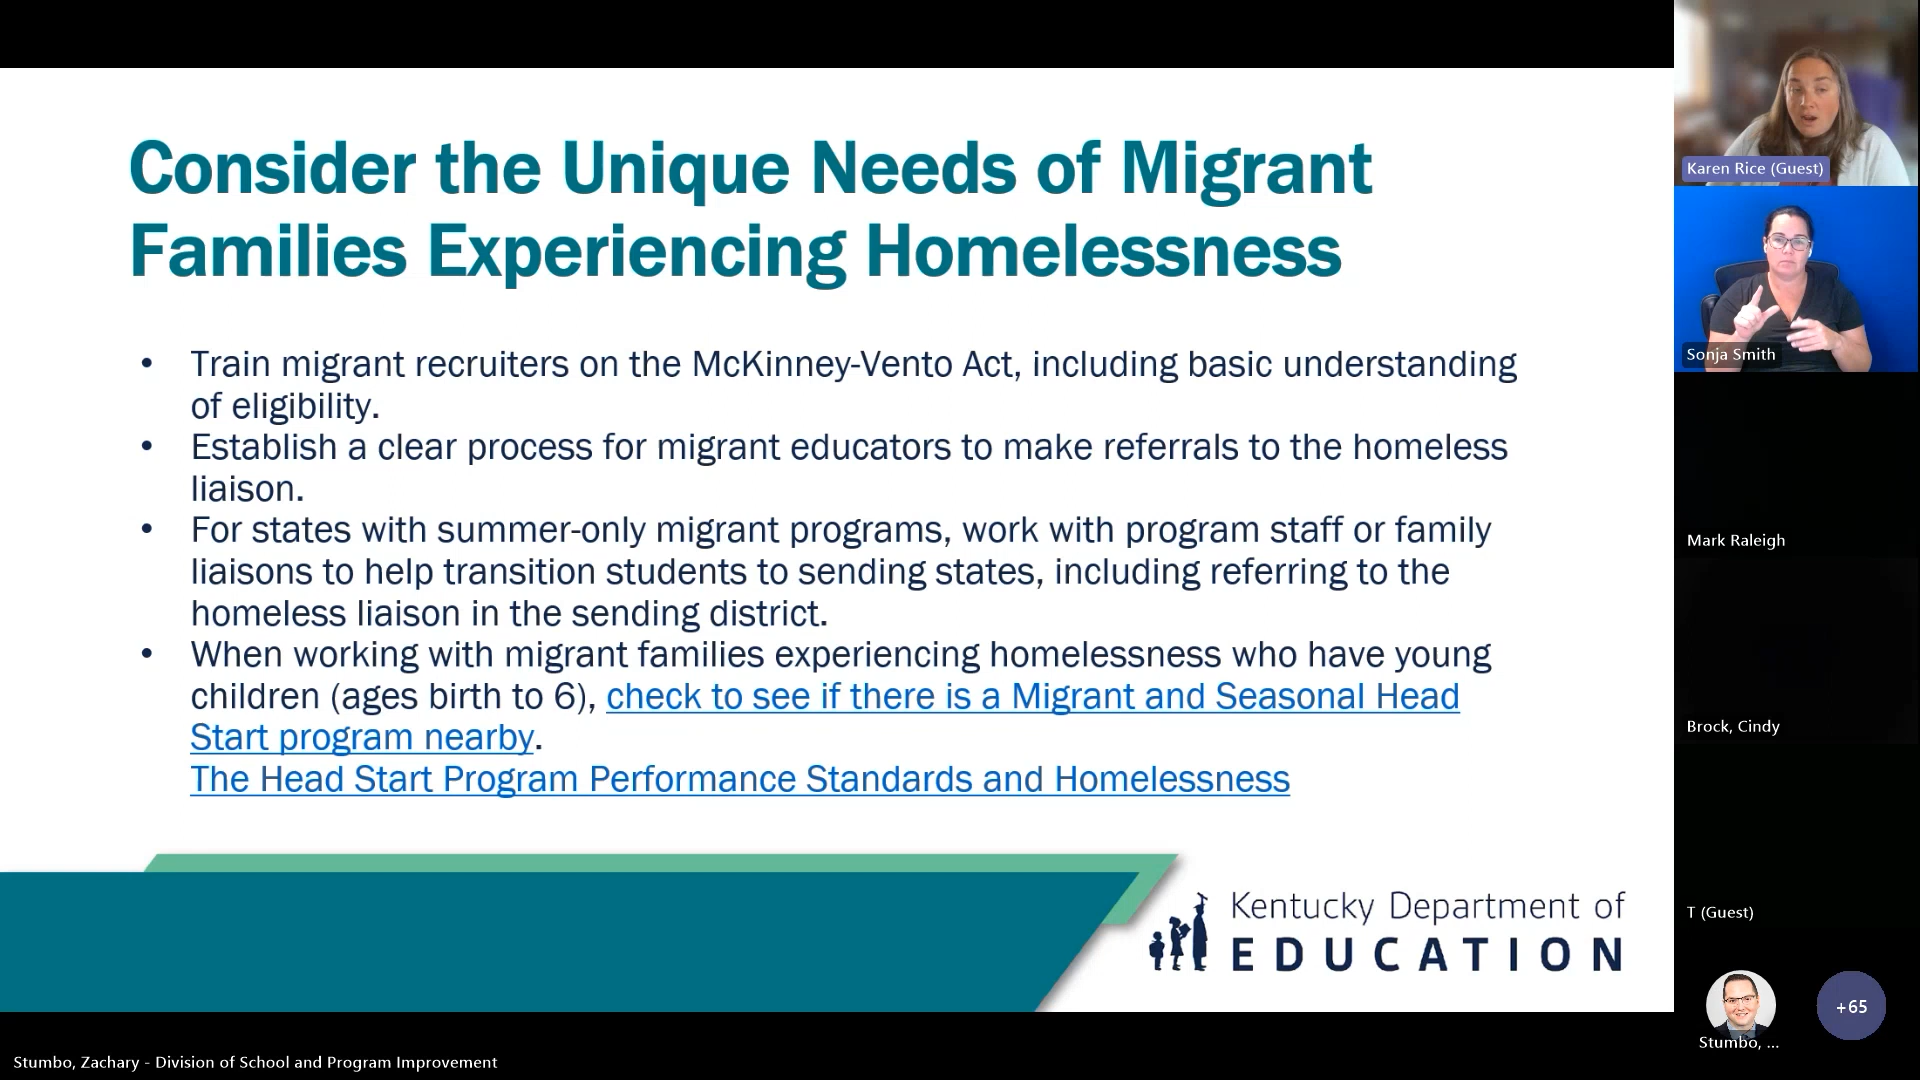 Consider the Unique Needs of Migrant
Families Experiencing Homelessness
• Train migrant recruiters on the McKinney-Vento Act, including basic understanding
of eligibility.
• Establish a clear process for migrant educators to make referrals to the homeless
liaison.
• For states with summer-only migrant programs, work with program staff or family
liaisons to help transition students to sending states, including referring to the
homeless liaison in the sending district.
• When working with migrant families experiencing homelessness who have young
children (ages birth to 6), check to see if there is a Migrant and Seasonal Head
Start program nearby.
The Head Start Program Performance Standards and Homelessness
Kentucky Department of
EDUCATION
Karen Rice (Guest)
Sonja Smith
Mark Raleigh
Brock, Cindy
T (Guest)
+65
Stumbo, ...
Stumbo, Zachary - Division of School and Program Improvement